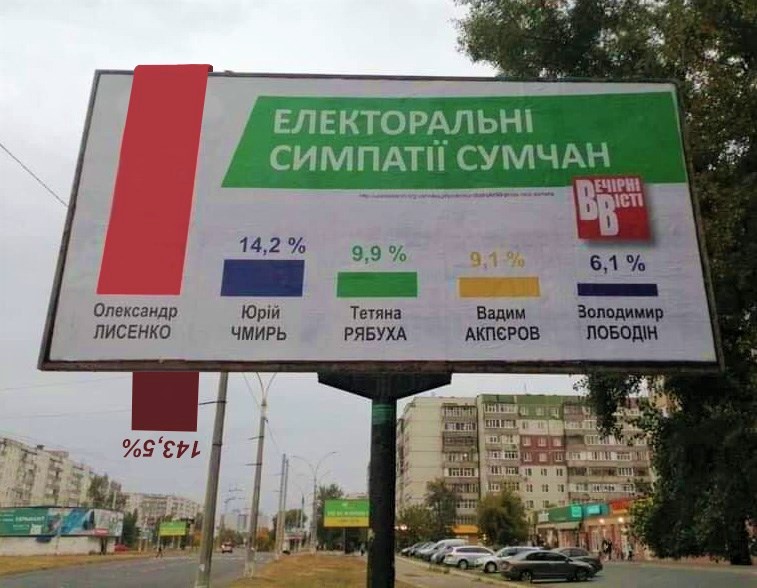 ЕЛЕКТОРАЛЬНІ
СИМПАТІЇ СУМЧАН
ВЕЧІРНІ
ВІСТІ
14,2 %
9,9 %
9,1 %
6,1 %
Олександр
ЛИСЕНКО
Юрій
ЧМИРЬ
Тетяна
РЯБУХА
Вадим
АКПЄРОВ
Володимир
ЛОБОДІН
143,5%